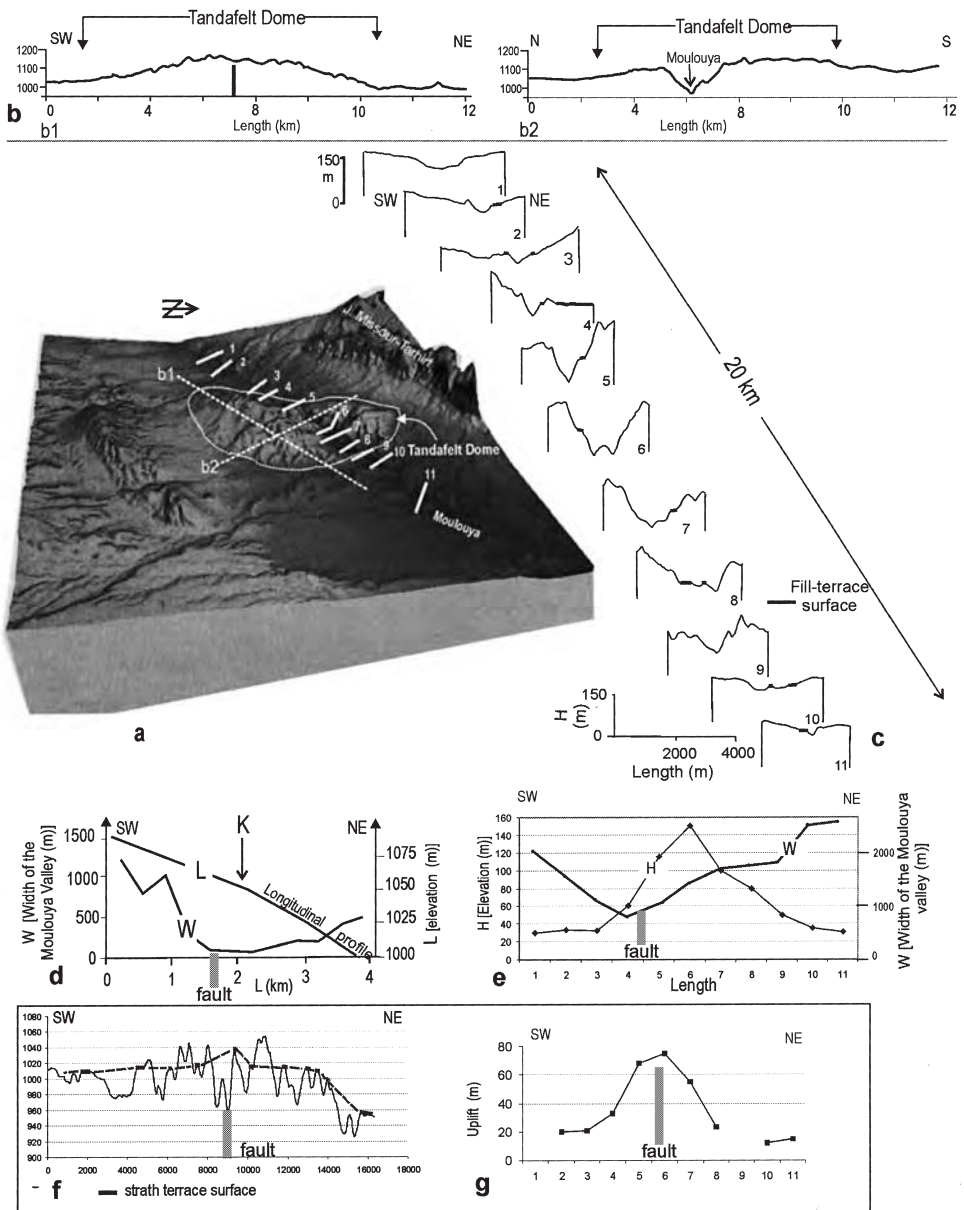 Tandafelt Dome
SW
NE
1200
1100
1000
0
4
8
12
Length (km)
b
b1
Tandafelt Dome
N
S
Moulouya
1200
1100
1000
0
4
8
10
12
Length (km)
b2
150
m
0
SW
NE
1
2
3
4
5
6
7
8
9
10
11
20 km
Fill-terrace
surface
150
H
(m)
0
2000
4000
Length (m)
c
N
J. Missour-Tamirt
1
2
3
4
5
6
8
9
10
11
b1
b2
Tandafelt Dome
Moulouya
a
W [Width of the
Moulouya Valley (m)]
1500
1000
500
0
SW
K
NE
L
W
Longitudinal
profile
1075
1050
1025
1000
L [elevation (m)]
0
1
2
3
4
d
fault
L (km)
SW
NE
H [Elevation (m)]
160
140
120
100
80
60
40
20
0
H
W
fault
2000
1000
0
W [Width of the Moulouya
valley (m)]
e
1 2 3 4 5 6 7 8 9 10 11
Length
SW
NE
1080
1060
1040
1020
1000
980
960
940
920
900
fault
0 2000 4000 6000 8000 10000 12000 14000 16000 18000
f
strath terrace surface
SW
NE
Uplift (m)
80
60
40
20
0
fault
g
1 2 3 4 5 6 7 8 9 10 11